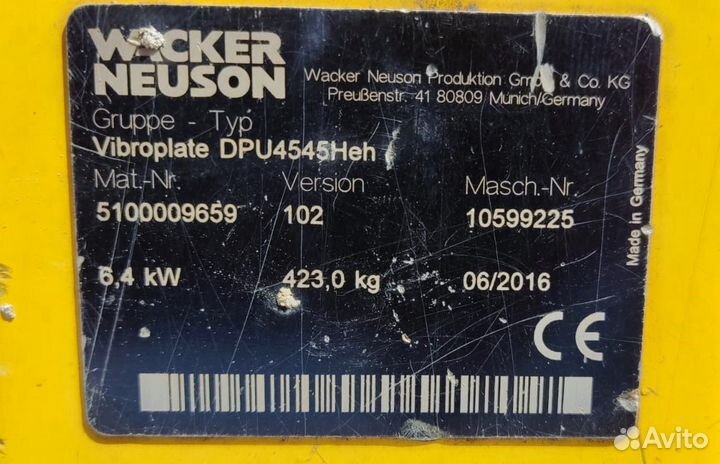 WACKER
NEUSON
Wacker Neuson Produktion GmbH & Co. KG
Preußenstr. 41 80809 Munich/Germany
Gruppe - Typ
Vibroplate DPU4545Heh
Mat.-Nr. Version Masch.-Nr.
5100009659 102 10599225
6,4 kW 423,0 kg 06/2016
Made in Germany
CE
Avito